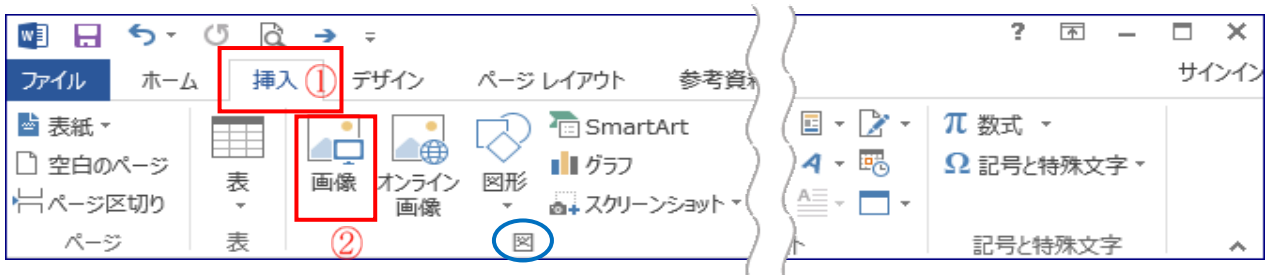 ?
ファイル ホーム 挿入 ① デザイン ページ レイアウト 参考資 サインイン
表紙
空白のページ
ページ区切り
表
画像
オンライン
画像
図形
SmartArt
グラフ
スクリーンショット
π 数式
Ω 記号と特殊文字
ページ 表 ② 図 ト 記号と特殊文字